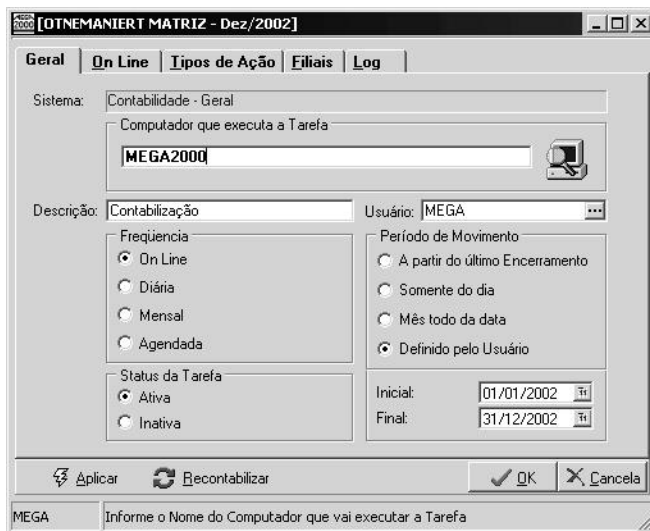 MEGA 2000 [OTNEMANIERT MATRIZ - Dez/2002]
Geral On Line Tipos de Ação Filiais Log
Sistema: Contabilidade - Geral
Computador que executa a Tarefa
MEGA2000
Descrição: Contabilização Usuário: MEGA ...
Freqüencia
On Line
Diária
Mensal
Agendada
Status da Tarefa
Ativa
Inativa
Período de Movimento
A partir do último Encerramento
Somente do dia
Mês todo da data
Definido pelo Usuário
Inicial: 01/01/2002
Final: 31/12/2002
Aplicar Recontabilizar OK Cancela
MEGA Informe o Nome do Computador que vai executar a Tarefa